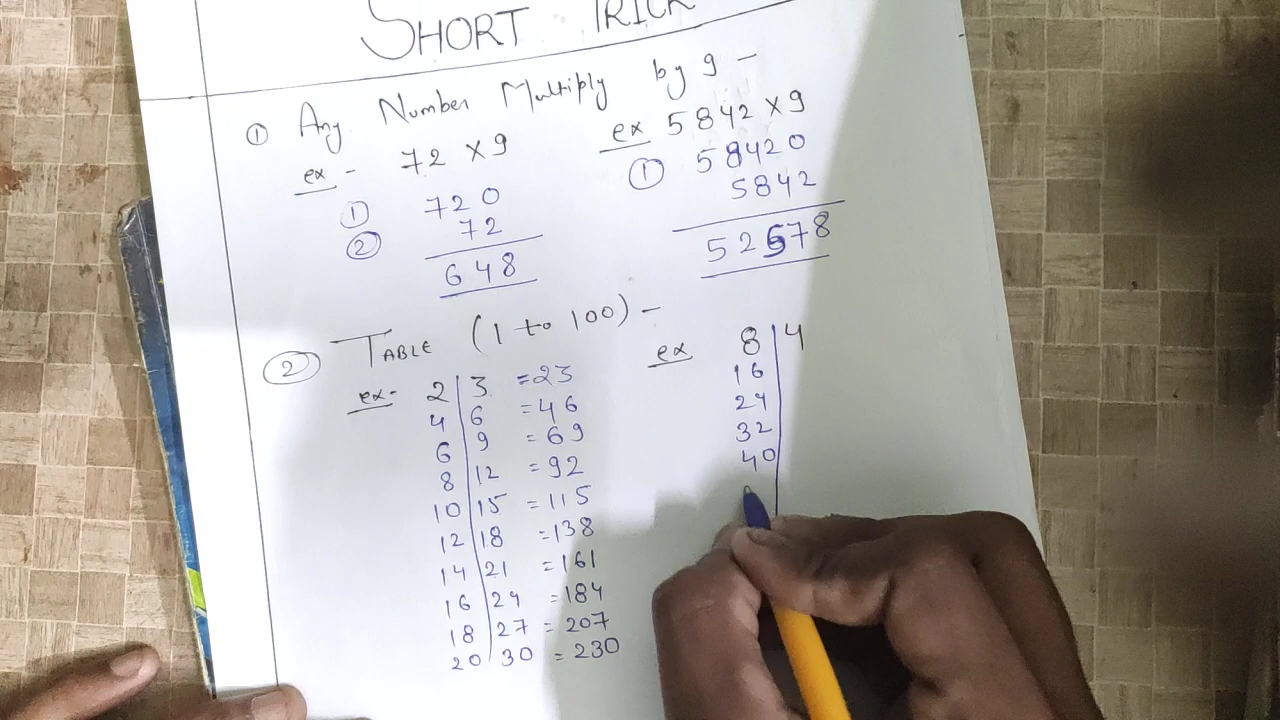 SHORT TRICK
① Any Number Multiply by 9 -
ex - 72 × 9
① 720
② 72
648
ex 5842 × 9
① 58420
5842
52578
② TABLE (1 to 100) -
ex- 2 | 3 = 23
4 | 6 = 46
6 | 9 = 69
8 | 12 = 92
10 | 15 = 115
12 | 18 = 138
14 | 21 = 161
16 | 24 = 184
18 | 27 = 207
20 | 30 = 230
ex 8 | 4
16
24
32
40